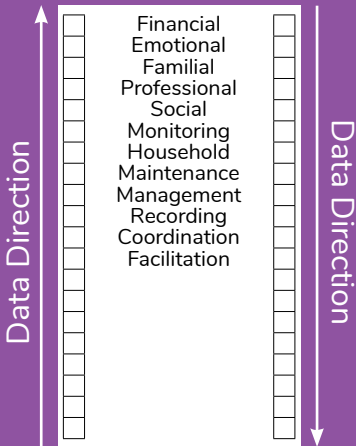 Data Direction
Financial
Emotional
Familial
Professional
Social
Monitoring
Household
Maintenance
Management
Recording
Coordination
Facilitation
Data Direction